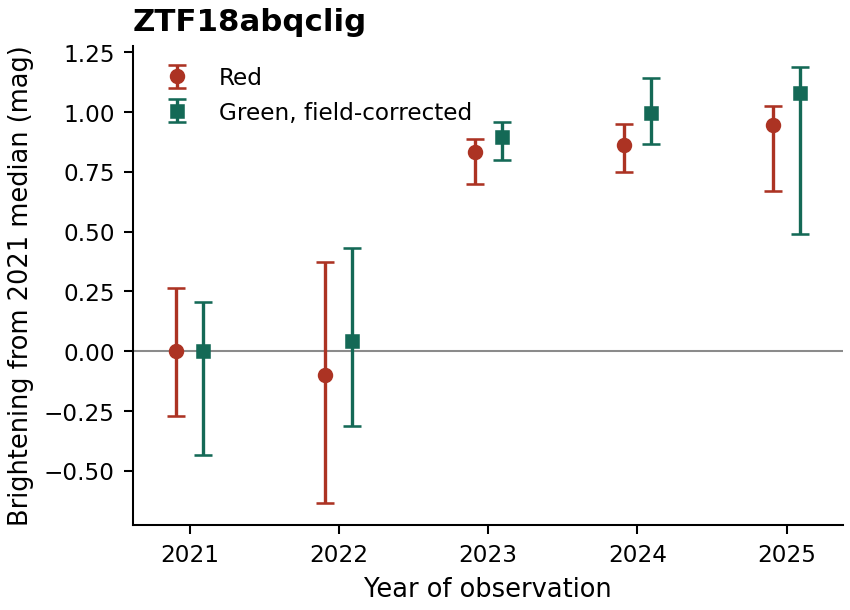 ZTF18abqclig
Brightening from 2021 median (mag)
1.25
1.00
0.75
0.50
0.25
0.00
−0.25
−0.50
Red
Green, field-corrected
2021 2022 2023 2024 2025
Year of observation